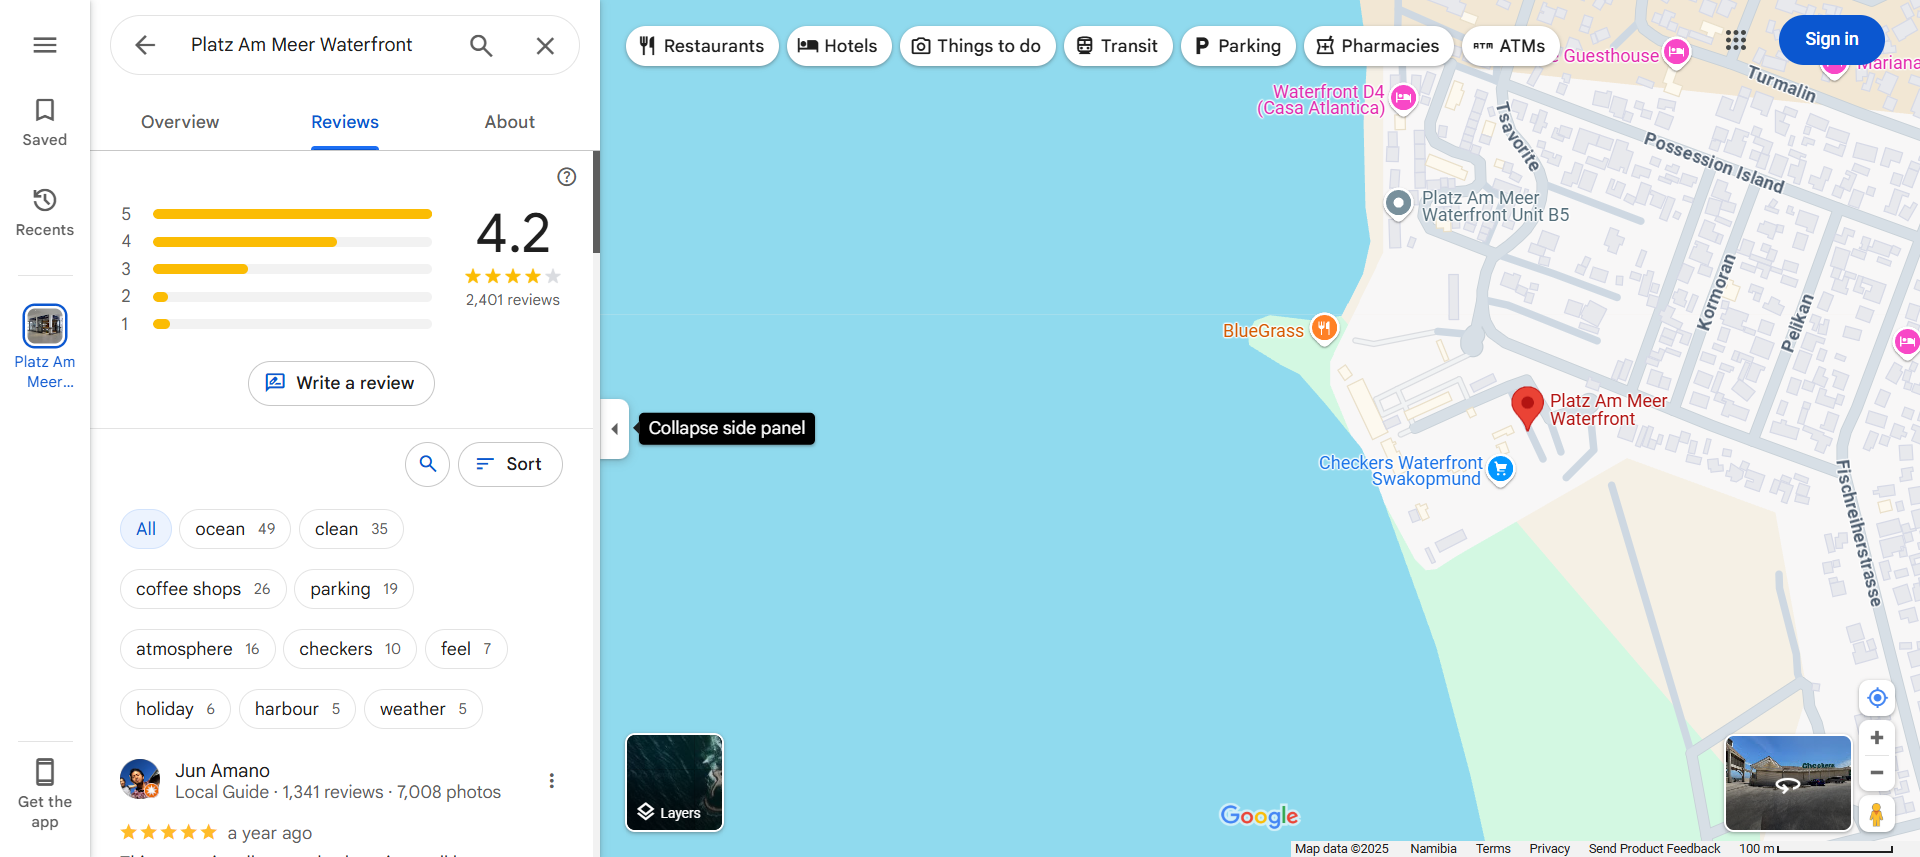 Platz Am Meer Waterfront
Saved
Recents
Platz Am
Meer...
Get the
app
Overview
Reviews
About
5
4
3
2
1
4.2
2,401 reviews
Write a review
Sort
All
ocean 49
clean 35
coffee shops 26
parking 19
atmosphere 16
checkers 10
feel 7
holiday 6
harbour 5
weather 5
Jun Amano
Local Guide · 1,341 reviews · 7,008 photos
a year ago
Collapse side panel
Layers
Restaurants
Hotels
Things to do
Transit
P Parking
Pharmacies
ATM ATMs
Sign in
Guesthouse
Mariana
Turmalin
Waterfront D4
(Casa Atlantica)
Tsavorite
Possession Island
Platz Am Meer
Waterfront Unit B5
Kormoran
Pelikan
BlueGrass
Platz Am Meer
Waterfront
Checkers Waterfront
Swakopmund
Fischreiherstrasse
Checkers
Google
Map data ©2025
Namibia
Terms
Privacy
Send Product Feedback
100 m